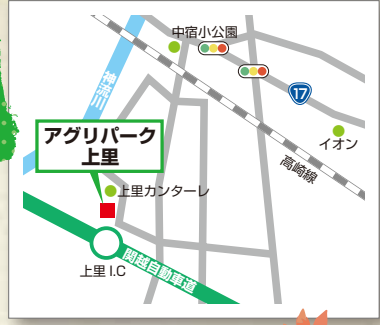 中宿小公園
17
神流川
イオン
高崎線
アグリパーク
上里
上里カンターレ
上里 I.C
関越自動車道